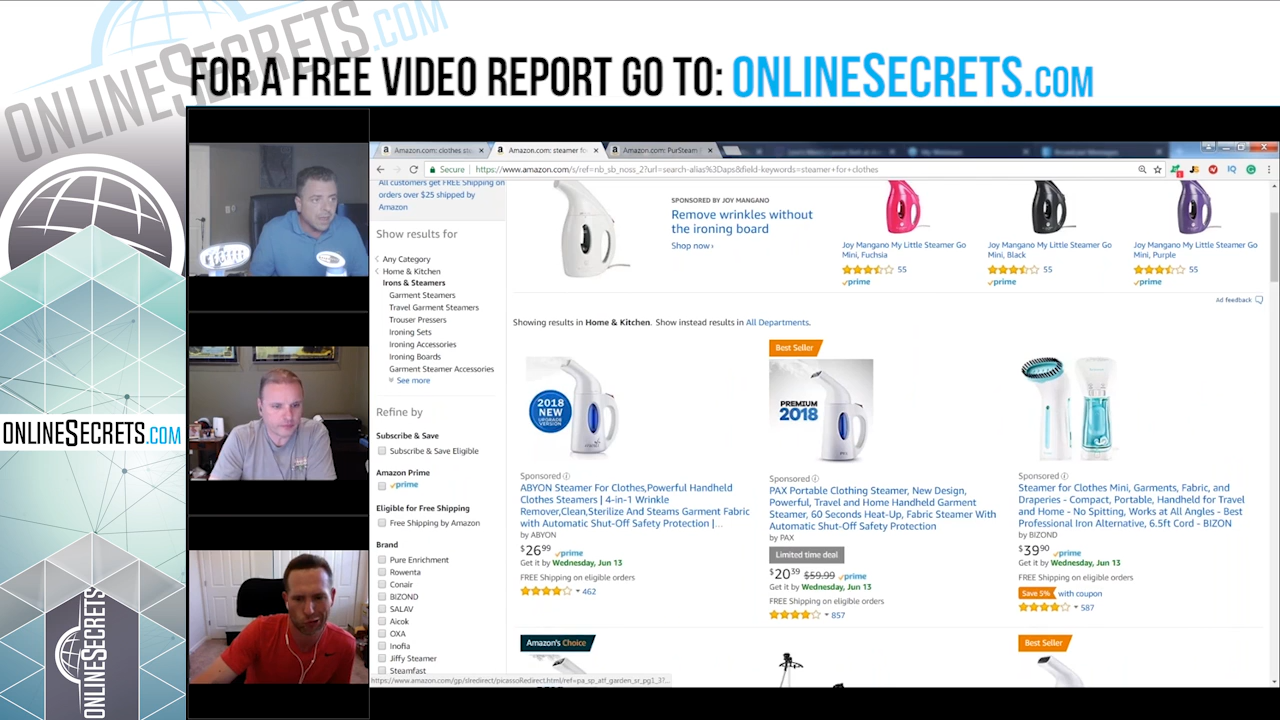 ONLINESECRETS.COM
FOR A FREE VIDEO REPORT GO TO: ONLINESECRETS.COM
Amazon.com: clothes ste
Amazon.com: steamer fo
Amazon.com: PurSteam
Secure
https://www.amazon.com/s/ref=nb_sb_noss_2?url=search-alias%3Daps&field-keywords=steamer+for+clothes
All customers get FREE Shipping on
orders over $25 shipped by
Amazon
Show results for
Any Category
Home & Kitchen
Irons & Steamers
Garment Steamers
Travel Garment Steamers
Trouser Pressers
Ironing Sets
Ironing Accessories
Ironing Boards
Garment Steamer Accessories
See more
Refine by
Subscribe & Save
Subscribe & Save Eligible
Amazon Prime
prime
Eligible for Free Shipping
Free Shipping by Amazon
Brand
Pure Enrichment
Rowenta
Conair
BIZOND
SALAV
Aicok
OXA
Inofia
Jiffy Steamer
Steamfast
SPONSORED BY JOY MANGANO
Remove wrinkles without
the ironing board
Shop now ›
Joy Mangano My Little Steamer Go
Mini, Fuchsia
55
prime
Joy Mangano My Little Steamer Go
Mini, Black
55
prime
Joy Mangano My Little Steamer Go
Mini, Purple
55
prime
Ad feedback
Showing results in Home & Kitchen. Show instead results in All Departments.
2018
NEW
UPGRADE
VERSION
Sponsored
ABYON Steamer For Clothes,Powerful Handheld
Clothes Steamers | 4-in-1 Wrinkle
Remover,Clean,Sterilize And Steams Garment Fabric
with Automatic Shut-Off Safety Protection |...
by ABYON
$26.99 prime
Get it by Wednesday, Jun 13
FREE Shipping on eligible orders
462
Best Seller
PREMIUM
2018
Sponsored
PAX Portable Clothing Steamer, New Design,
Powerful, Travel and Home Handheld Garment
Steamer, 60 Seconds Heat-Up, Fabric Steamer With
Automatic Shut-Off Safety Protection
by PAX
Limited time deal
$20.39 $59.99 prime
Get it by Wednesday, Jun 13
FREE Shipping on eligible orders
857
Sponsored
Steamer for Clothes Mini, Garments, Fabric, and
Draperies - Compact, Portable, Handheld for Travel
and Home - No Spitting, Works at All Angles - Best
Professional Iron Alternative, 6.5ft Cord - BIZON
by BIZOND
$39.90 prime
Get it by Wednesday, Jun 13
FREE Shipping on eligible orders
Save 5% with coupon
587
Amazon's Choice
Best Seller
https://www.amazon.com/gp/slredirect/picassoRedirect.html/ref=pa_sp_atf_garden_sr_pg1_3?...
ONLINESECRETS.COM
ONLINESECRETS
.COM